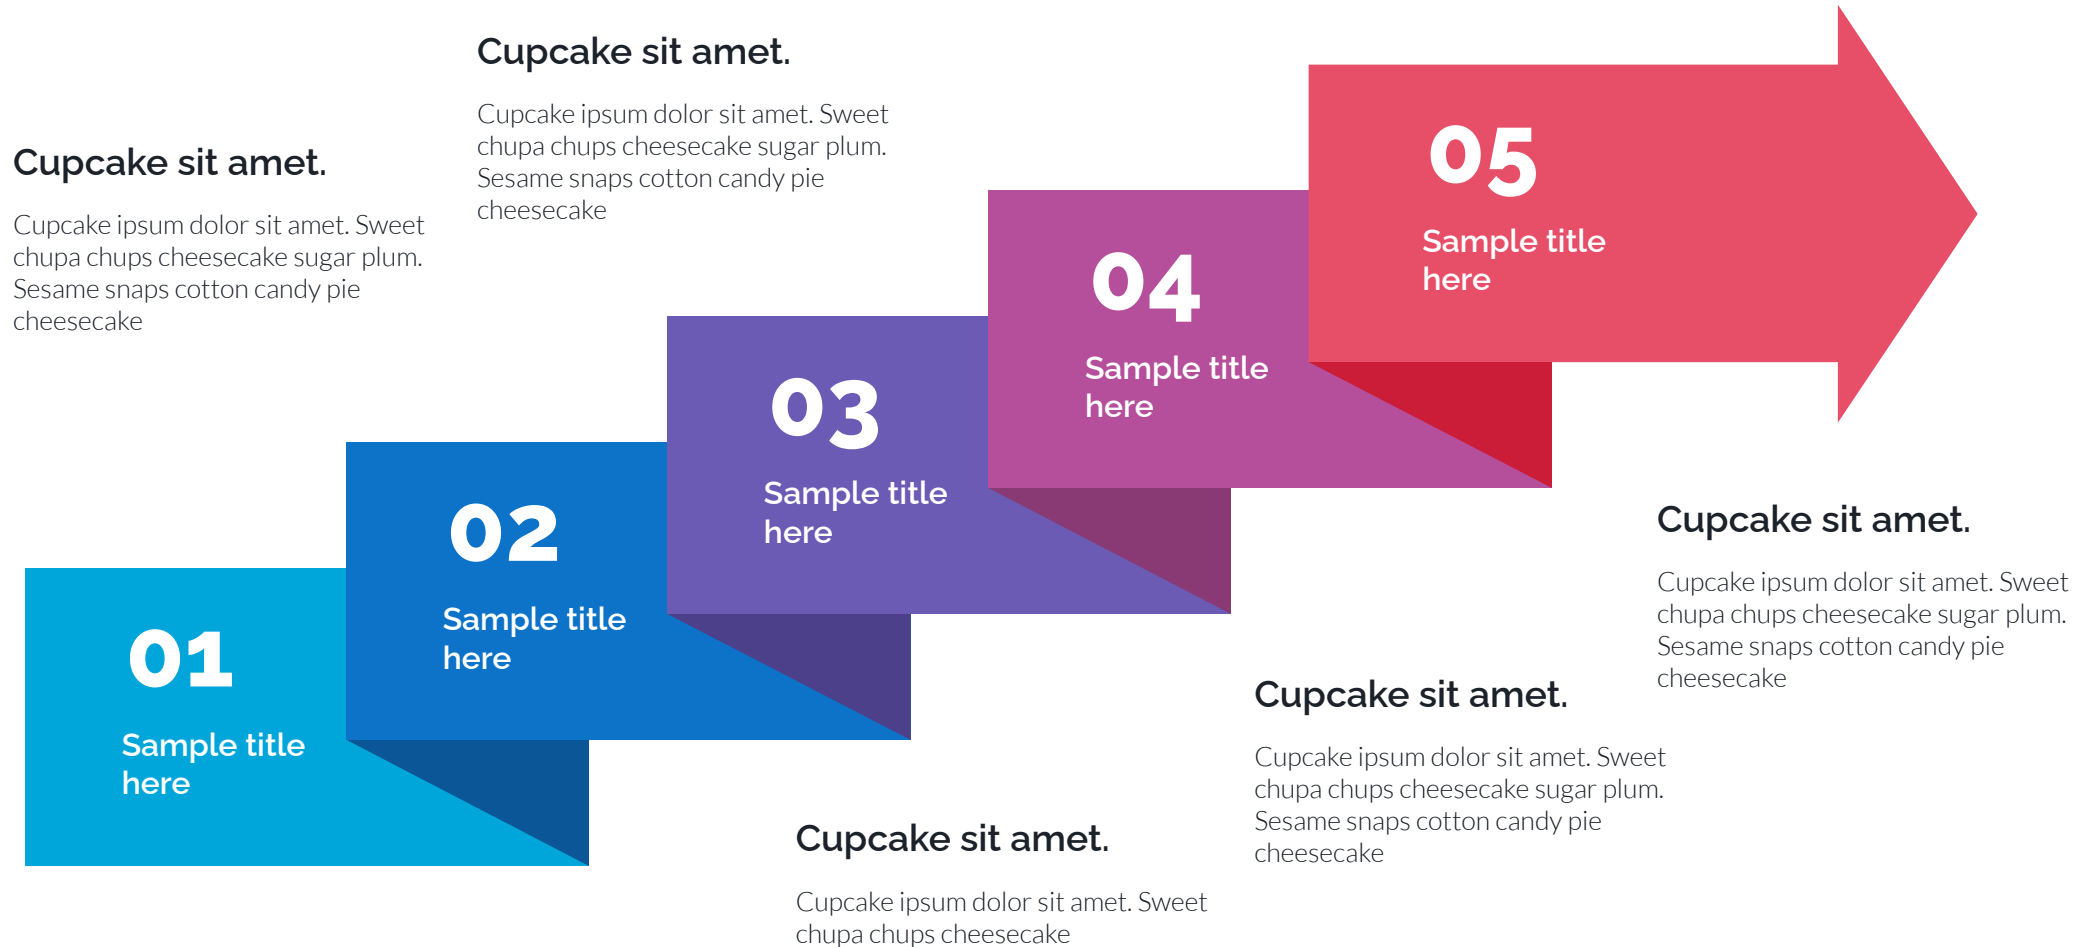 Cupcake sit amet.
Cupcake ipsum dolor sit amet. Sweet
chupa chups cheesecake sugar plum.
Sesame snaps cotton candy pie
cheesecake
Cupcake sit amet.
Cupcake ipsum dolor sit amet. Sweet
chupa chups cheesecake sugar plum.
Sesame snaps cotton candy pie
cheesecake
01
Sample title
here
02
Sample title
here
03
Sample title
here
04
Sample title
here
05
Sample title
here
Cupcake sit amet.
Cupcake ipsum dolor sit amet. Sweet
chupa chups cheesecake
Cupcake sit amet.
Cupcake ipsum dolor sit amet. Sweet
chupa chups cheesecake sugar plum.
Sesame snaps cotton candy pie
cheesecake
Cupcake sit amet.
Cupcake ipsum dolor sit amet. Sweet
chupa chups cheesecake sugar plum.
Sesame snaps cotton candy pie
cheesecake